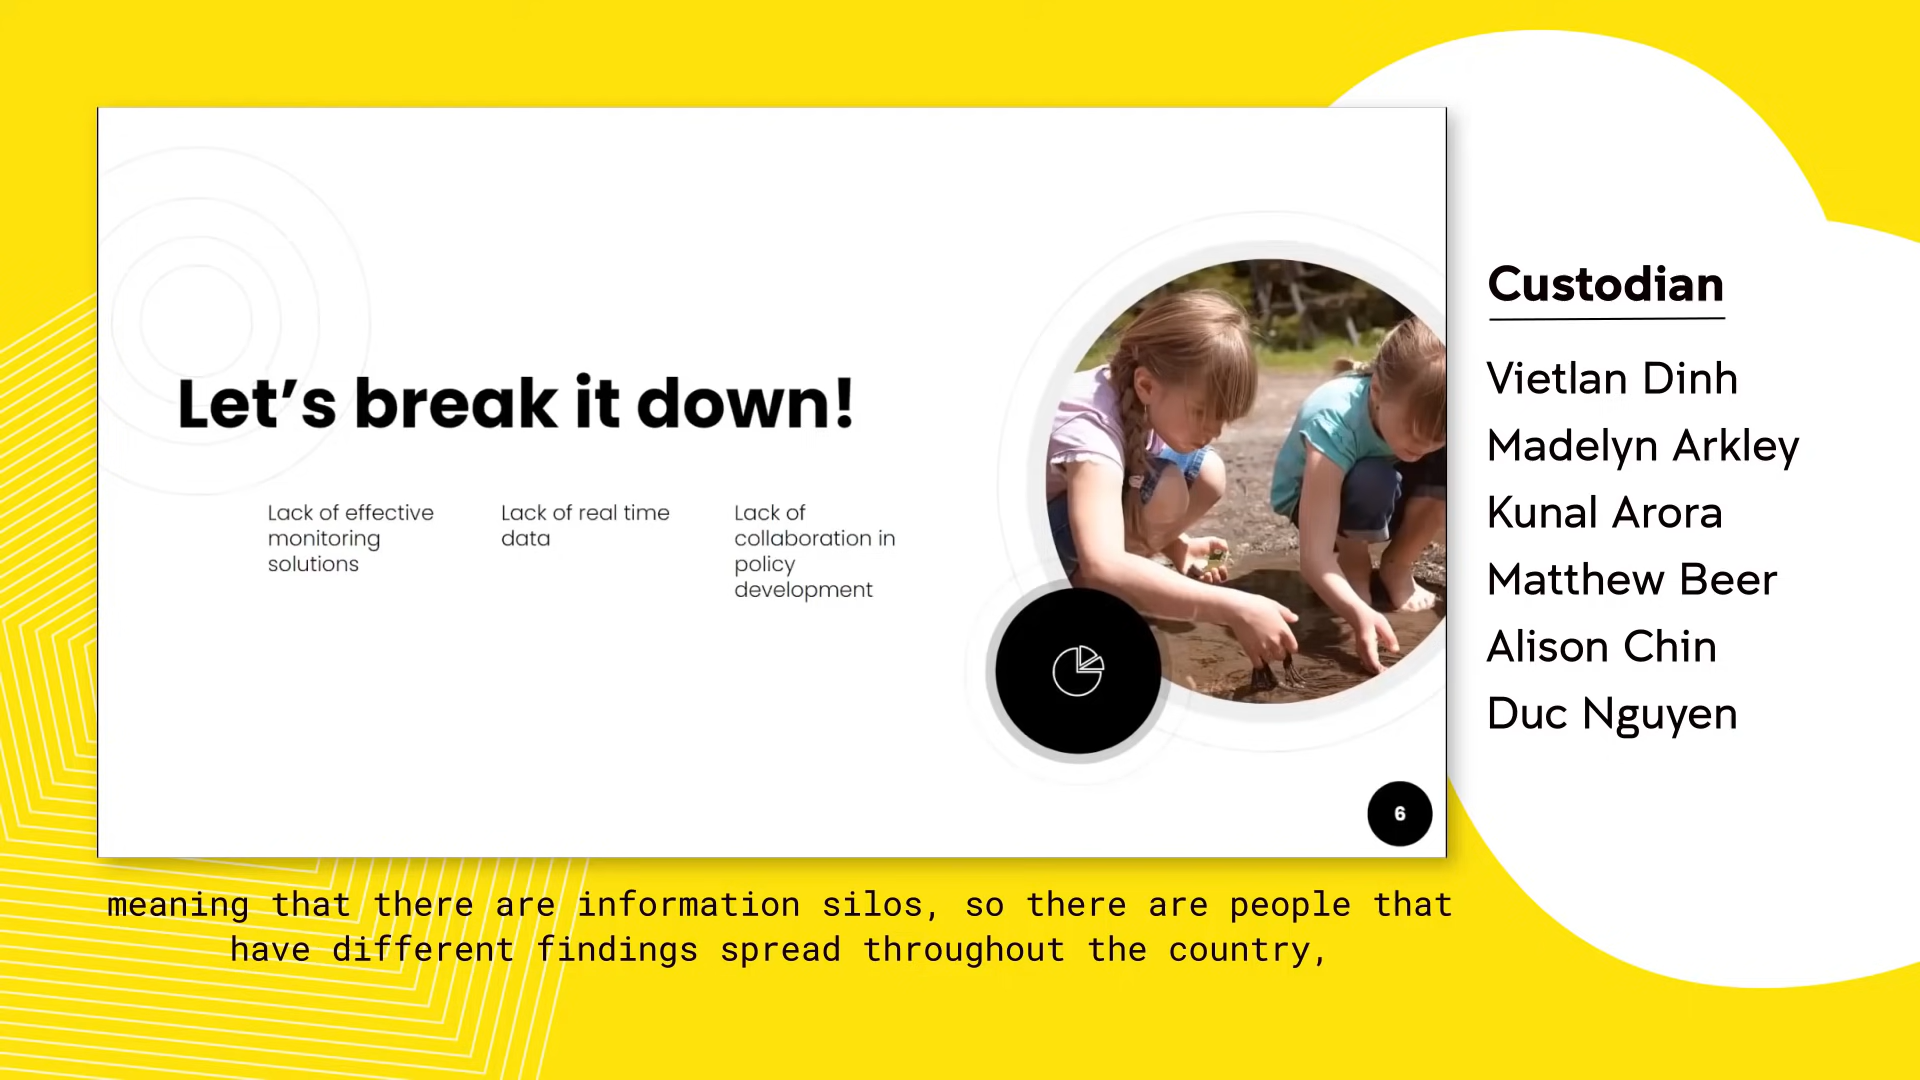 Let's break it down!
Lack of effective
monitoring
solutions
Lack of real time
data
Lack of
collaboration in
policy
development
6
Custodian
Vietlan Dinh
Madelyn Arkley
Kunal Arora
Matthew Beer
Alison Chin
Duc Nguyen
meaning that there are information silos, so there are people that
have different findings spread throughout the country,